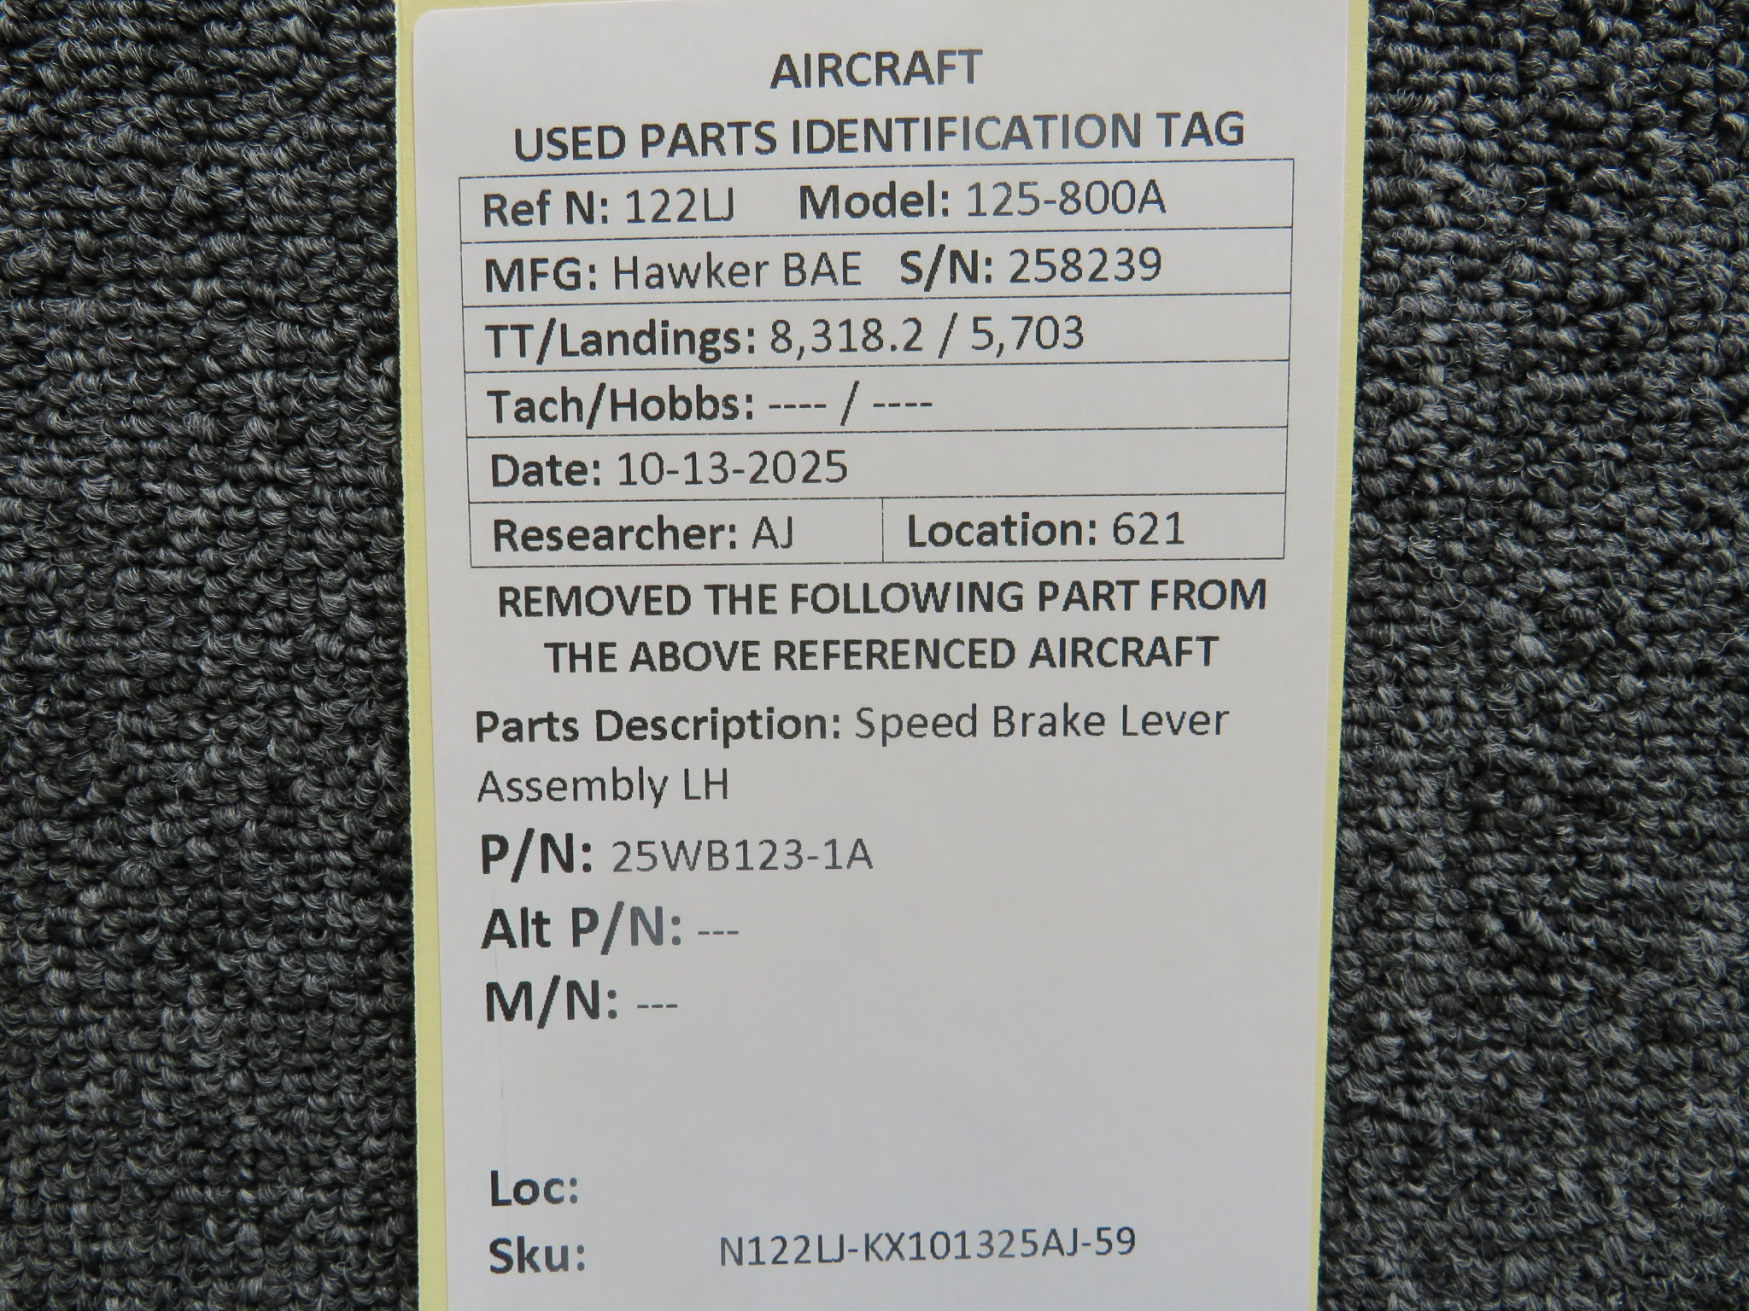 AIRCRAFT
USED PARTS IDENTIFICATION TAG
Ref N: 122LJ Model: 125-800A
MFG: Hawker BAE S/N: 258239
TT/Landings: 8,318.2 / 5,703
Tach/Hobbs: ---- / ----
Date: 10-13-2025
Researcher: AJ Location: 621
REMOVED THE FOLLOWING PART FROM
THE ABOVE REFERENCED AIRCRAFT
Parts Description: Speed Brake Lever
Assembly LH
P/N: 25WB123-1A
Alt P/N: ---
M/N: ---
Loc:
Sku: N122LJ-KX101325AJ-59